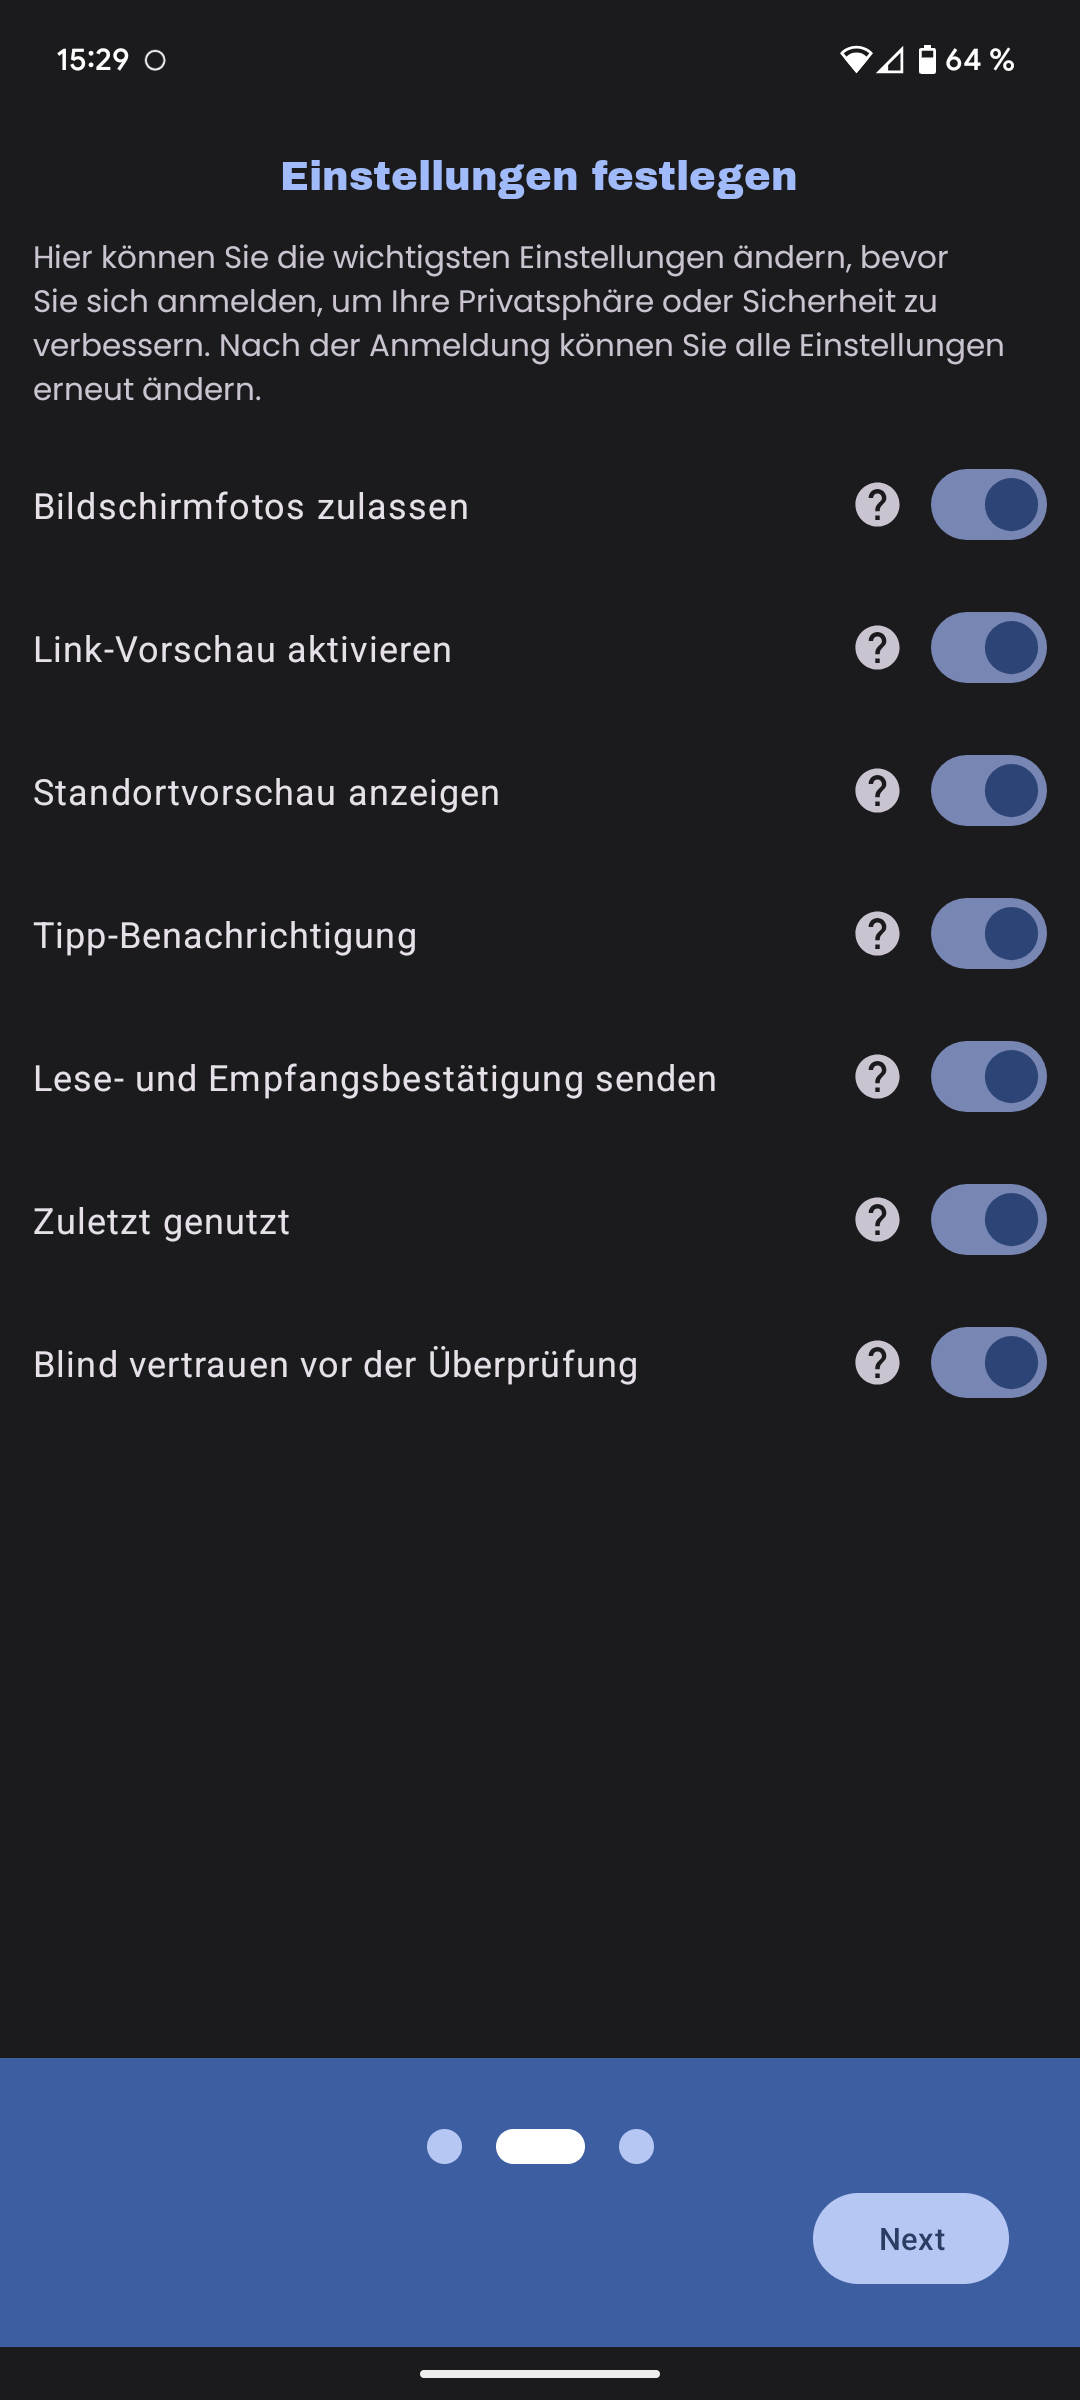 15:29
64 %
Einstellungen festlegen
Hier können Sie die wichtigsten Einstellungen ändern, bevor
Sie sich anmelden, um Ihre Privatsphäre oder Sicherheit zu
verbessern. Nach der Anmeldung können Sie alle Einstellungen
erneut ändern.
Bildschirmfotos zulassen
Link-Vorschau aktivieren
Standortvorschau anzeigen
Tipp-Benachrichtigung
Lese- und Empfangsbestätigung senden
Zuletzt genutzt
Blind vertrauen vor der Überprüfung
Next